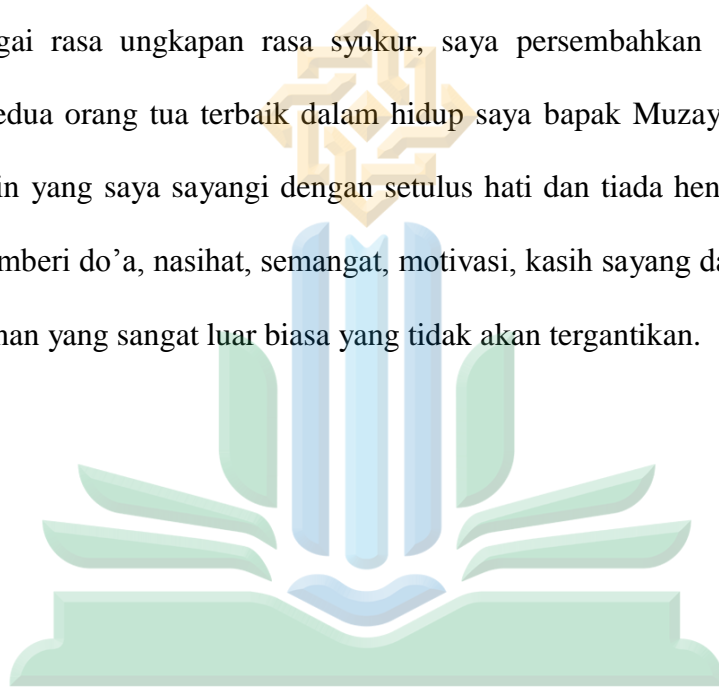 gai rasa ungkapan rasa syukur, saya persembahkan
edua orang tua terbaik dalam hidup saya bapak Muzay
in yang saya sayangi dengan setulus hati dan tiada hen
mberi do’a, nasihat, semangat, motivasi, kasih sayang da
nan yang sangat luar biasa yang tidak akan tergantikan.